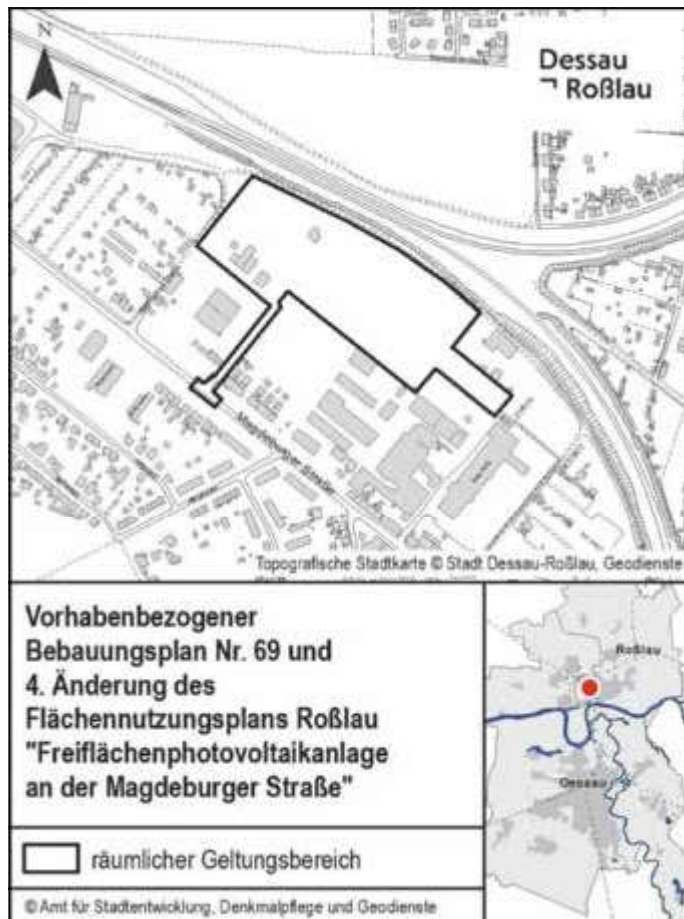 N
Dessau
¬ Roßlau
Magdeburger Straße
Topografische Stadtkarte © Stadt Dessau-Roßlau, Geodienste
Vorhabenbezogener
Bebauungsplan Nr. 69 und
4. Änderung des
Flächennutzungsplans Roßlau
"Freiflächenphotovoltaikanlage
an der Magdeburger Straße"
räumlicher Geltungsbereich
© Amt für Stadtentwicklung, Denkmalpflege und Geodienste
Roßlau
Dessau